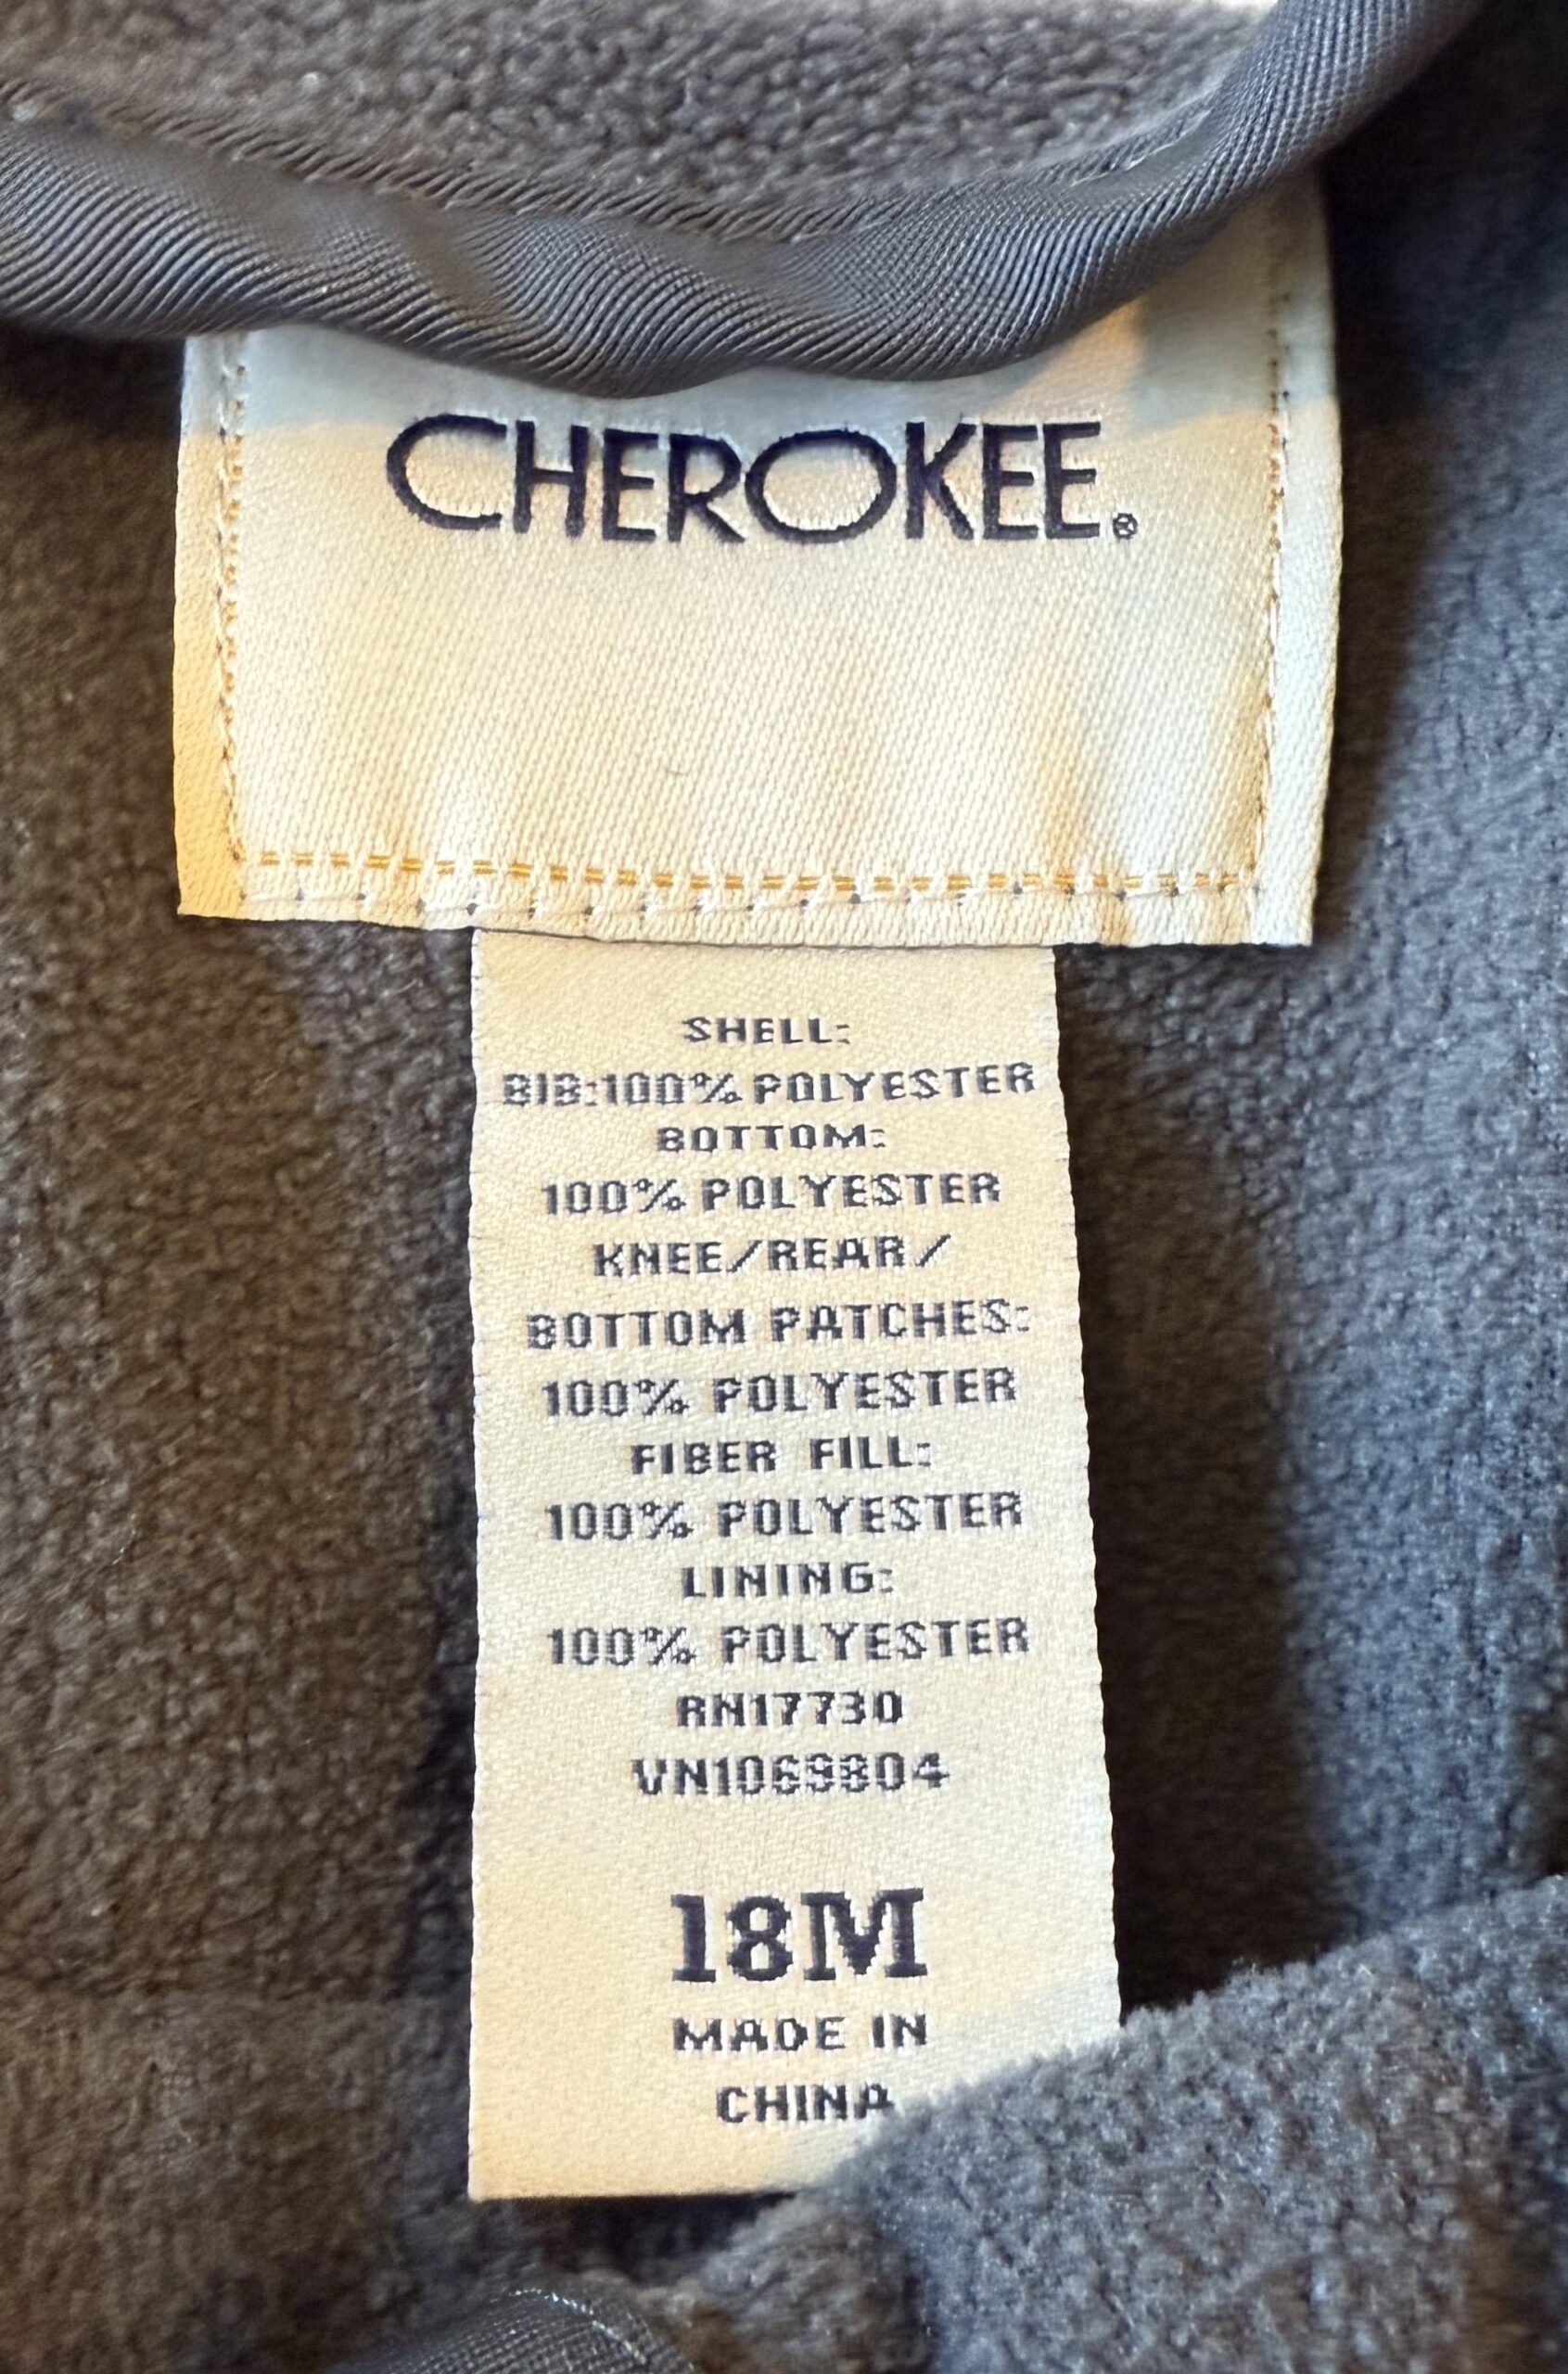 CHEROKEE®
SHELL:
BIB:100% POLYESTER
BOTTOM:
100% POLYESTER
KNEE/REAR/
BOTTOM PATCHES:
100% POLYESTER
FIBER FILL:
100% POLYESTER
LINING:
100% POLYESTER
RN17730
VN1069804
18M
MADE IN
CHINA